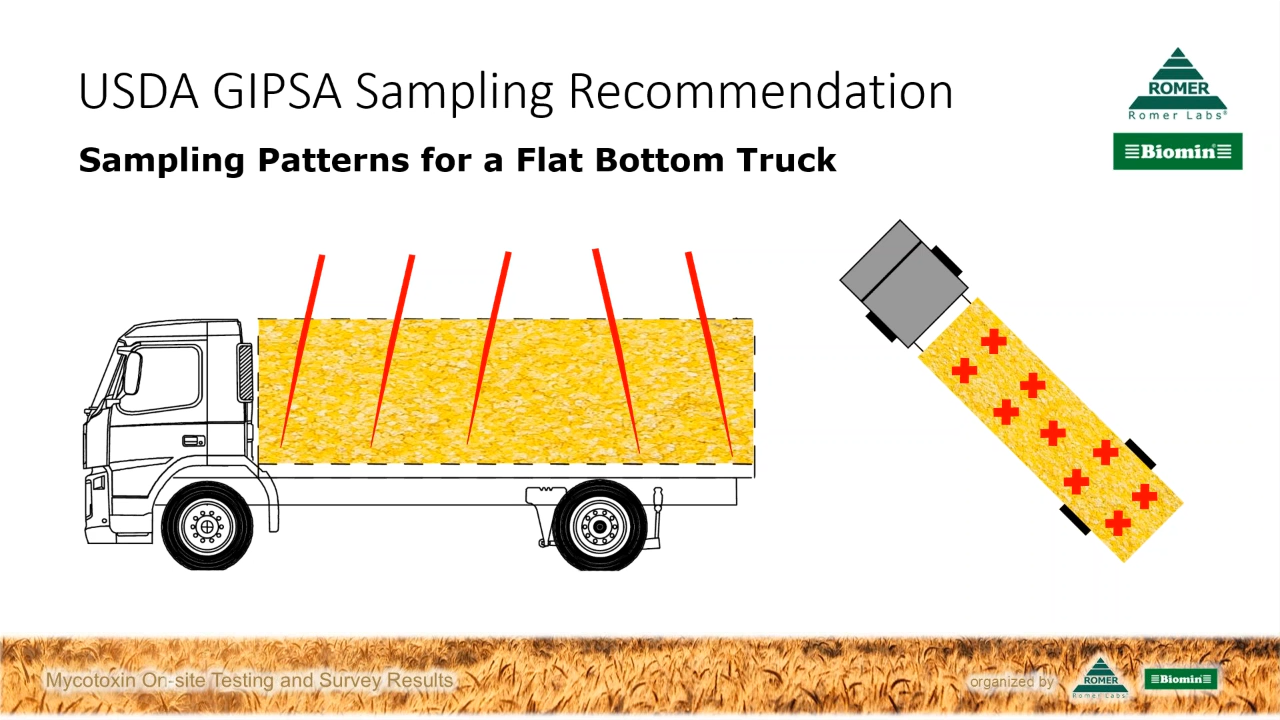 USDA GIPSA Sampling Recommendation
Sampling Patterns for a Flat Bottom Truck
ROMER
Romer Labs®
Biomin®
Mycotoxin On-site Testing and Survey Results
organized by
ROMER
Romer Labs®
Biomin